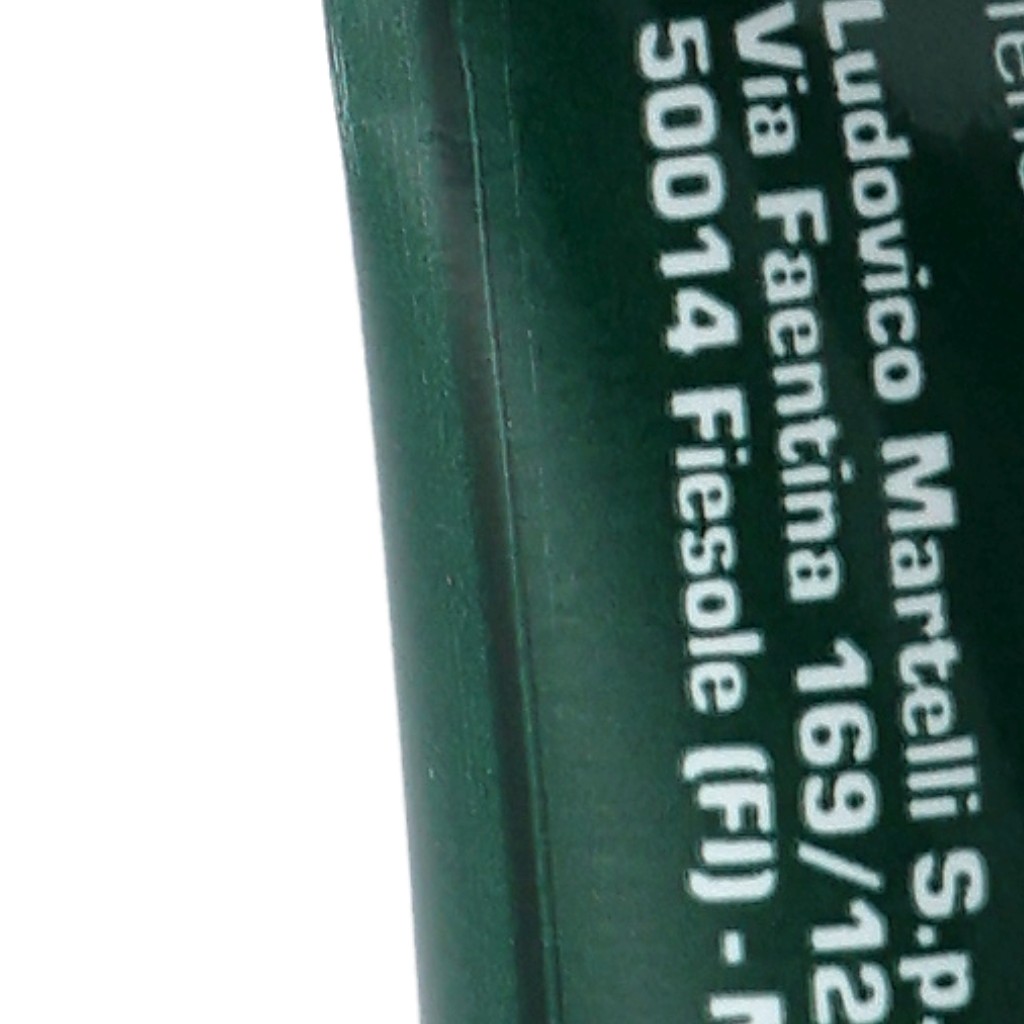 Ludovico Martelli S.p.
Via Faentina 169/12
50014 Fiesole (FI) -